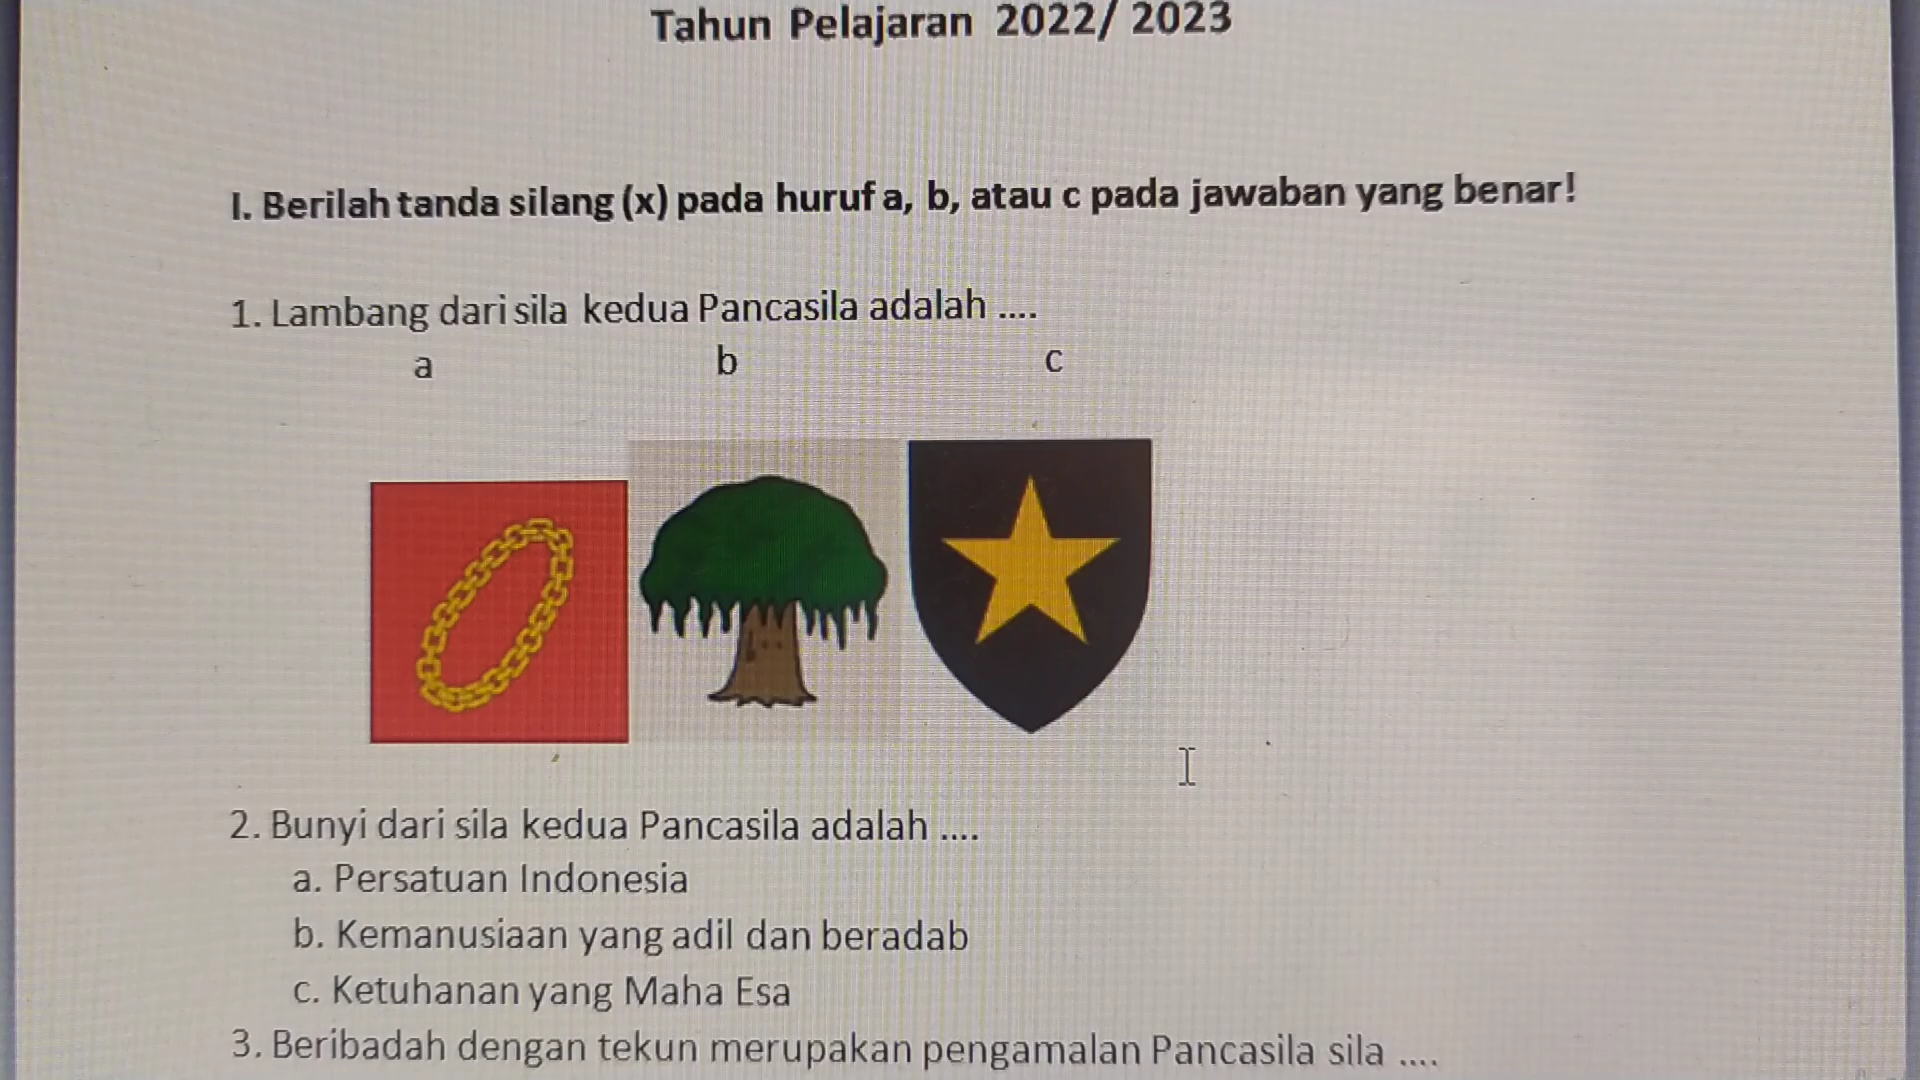 Tahun Pelajaran 2022/ 2023
I. Berilah tanda silang (x) pada huruf a, b, atau c pada jawaban yang benar!
1. Lambang dari sila kedua Pancasila adalah ....
a b c
2. Bunyi dari sila kedua Pancasila adalah ....
a. Persatuan Indonesia
b. Kemanusiaan yang adil dan beradab
c. Ketuhanan yang Maha Esa
3. Beribadah dengan tekun merupakan pengamalan Pancasila sila ....